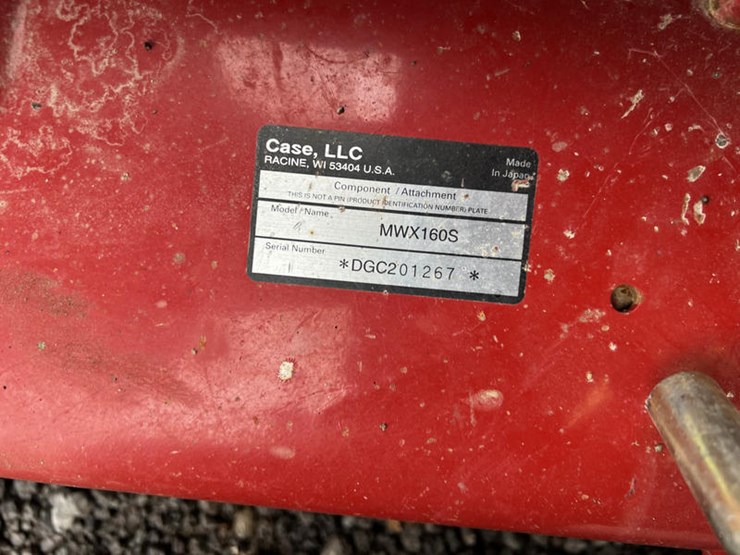 Case, LLC
RACINE, WI 53404 U.S.A.
Made
In Japan
Component / Attachment
THIS IS NOT A PIN (PRODUCT IDENTIFICATION NUMBER) PLATE
Model / Name
MWX160S
Serial Number
*DGC201267 *